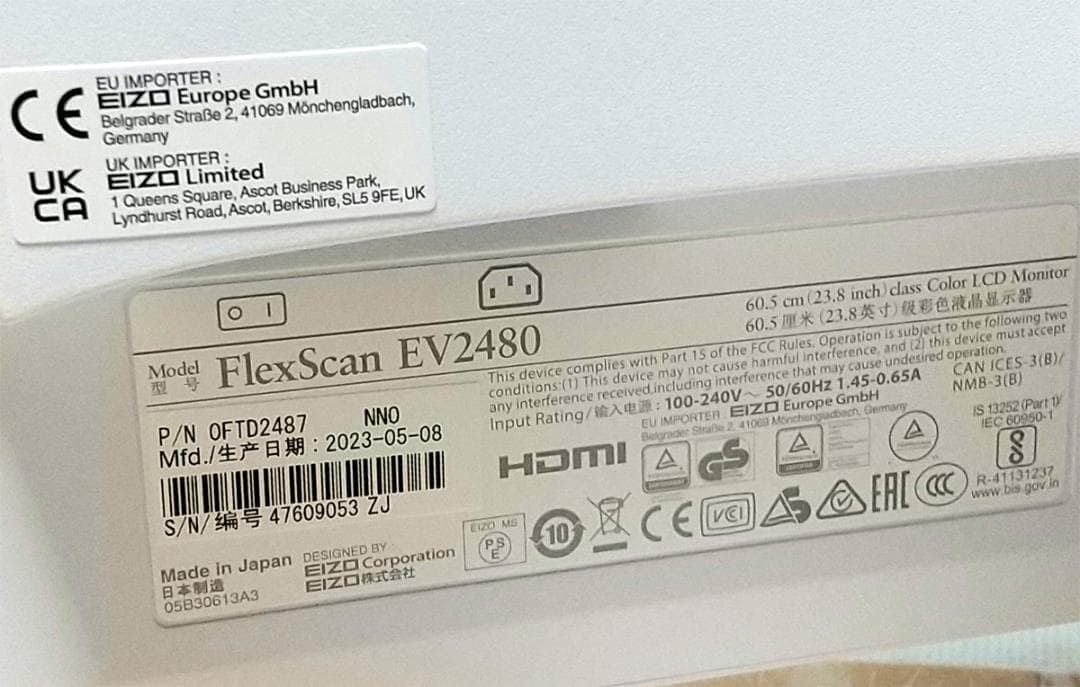 CE
EU IMPORTER :
EIZO Europe GmbH
Belgrader Straße 2, 41069 Mönchengladbach,
Germany
UK
CA
UK IMPORTER :
EIZO Limited
1 Queens Square, Ascot Business Park,
Lyndhurst Road, Ascot, Berkshire, SL5 9FE, UK
60.5 cm (23.8 inch) class Color LCD Monitor
60.5 厘米 (23.8英寸) 级彩色液晶显示器
Model
型 号
FlexScan EV2480
This device complies with Part 15 of the FCC Rules. Operation is subject to the following two
conditions:(1) This device may not cause harmful interference, and (2) this device must accept
any interference received,including interference that may cause undesired operation.
CAN ICES-3(B)/
NMB-3(B)
Input Rating/输入电源 : 100-240V~ 50/60Hz 1.45-0.65A
EU IMPORTER : EIZO Europe GmbH
Belgrader Straße 2, 41069 Mönchengladbach, Germany
P/N 0FTD2487 NNO
Mfd./生产日期 : 2023-05-08
S/N/编号 47609053 ZJ
HDMI
GS
IS 13252 (Part 1)/
IEC 60950-1
R-41131237
www.bis.gov.in
EIZO MS
PS
E
10
CE
VCI
EAC
CCC
Made in Japan
日本制造
05B30613A3
DESIGNED BY
EIZO Corporation
EIZO株式会社